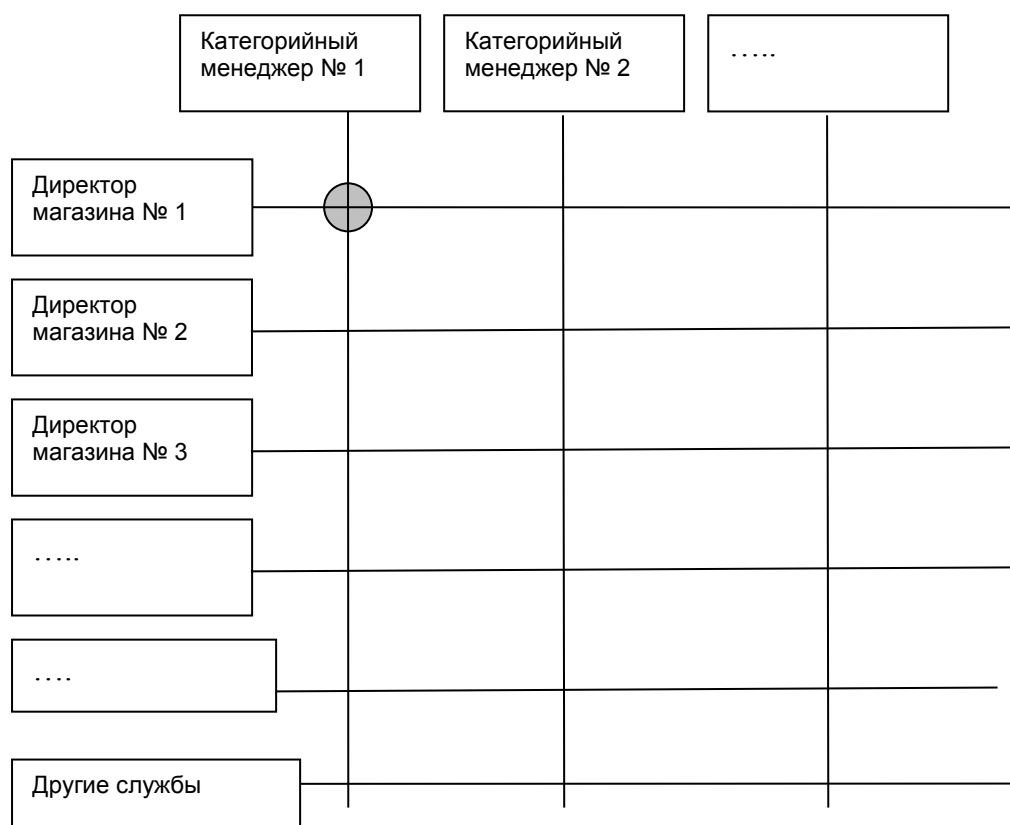 Категорийный
менеджер № 1
Категорийный
менеджер № 2
…..
Директор
магазина № 1
Директор
магазина № 2
Директор
магазина № 3
…..
….
Другие службы